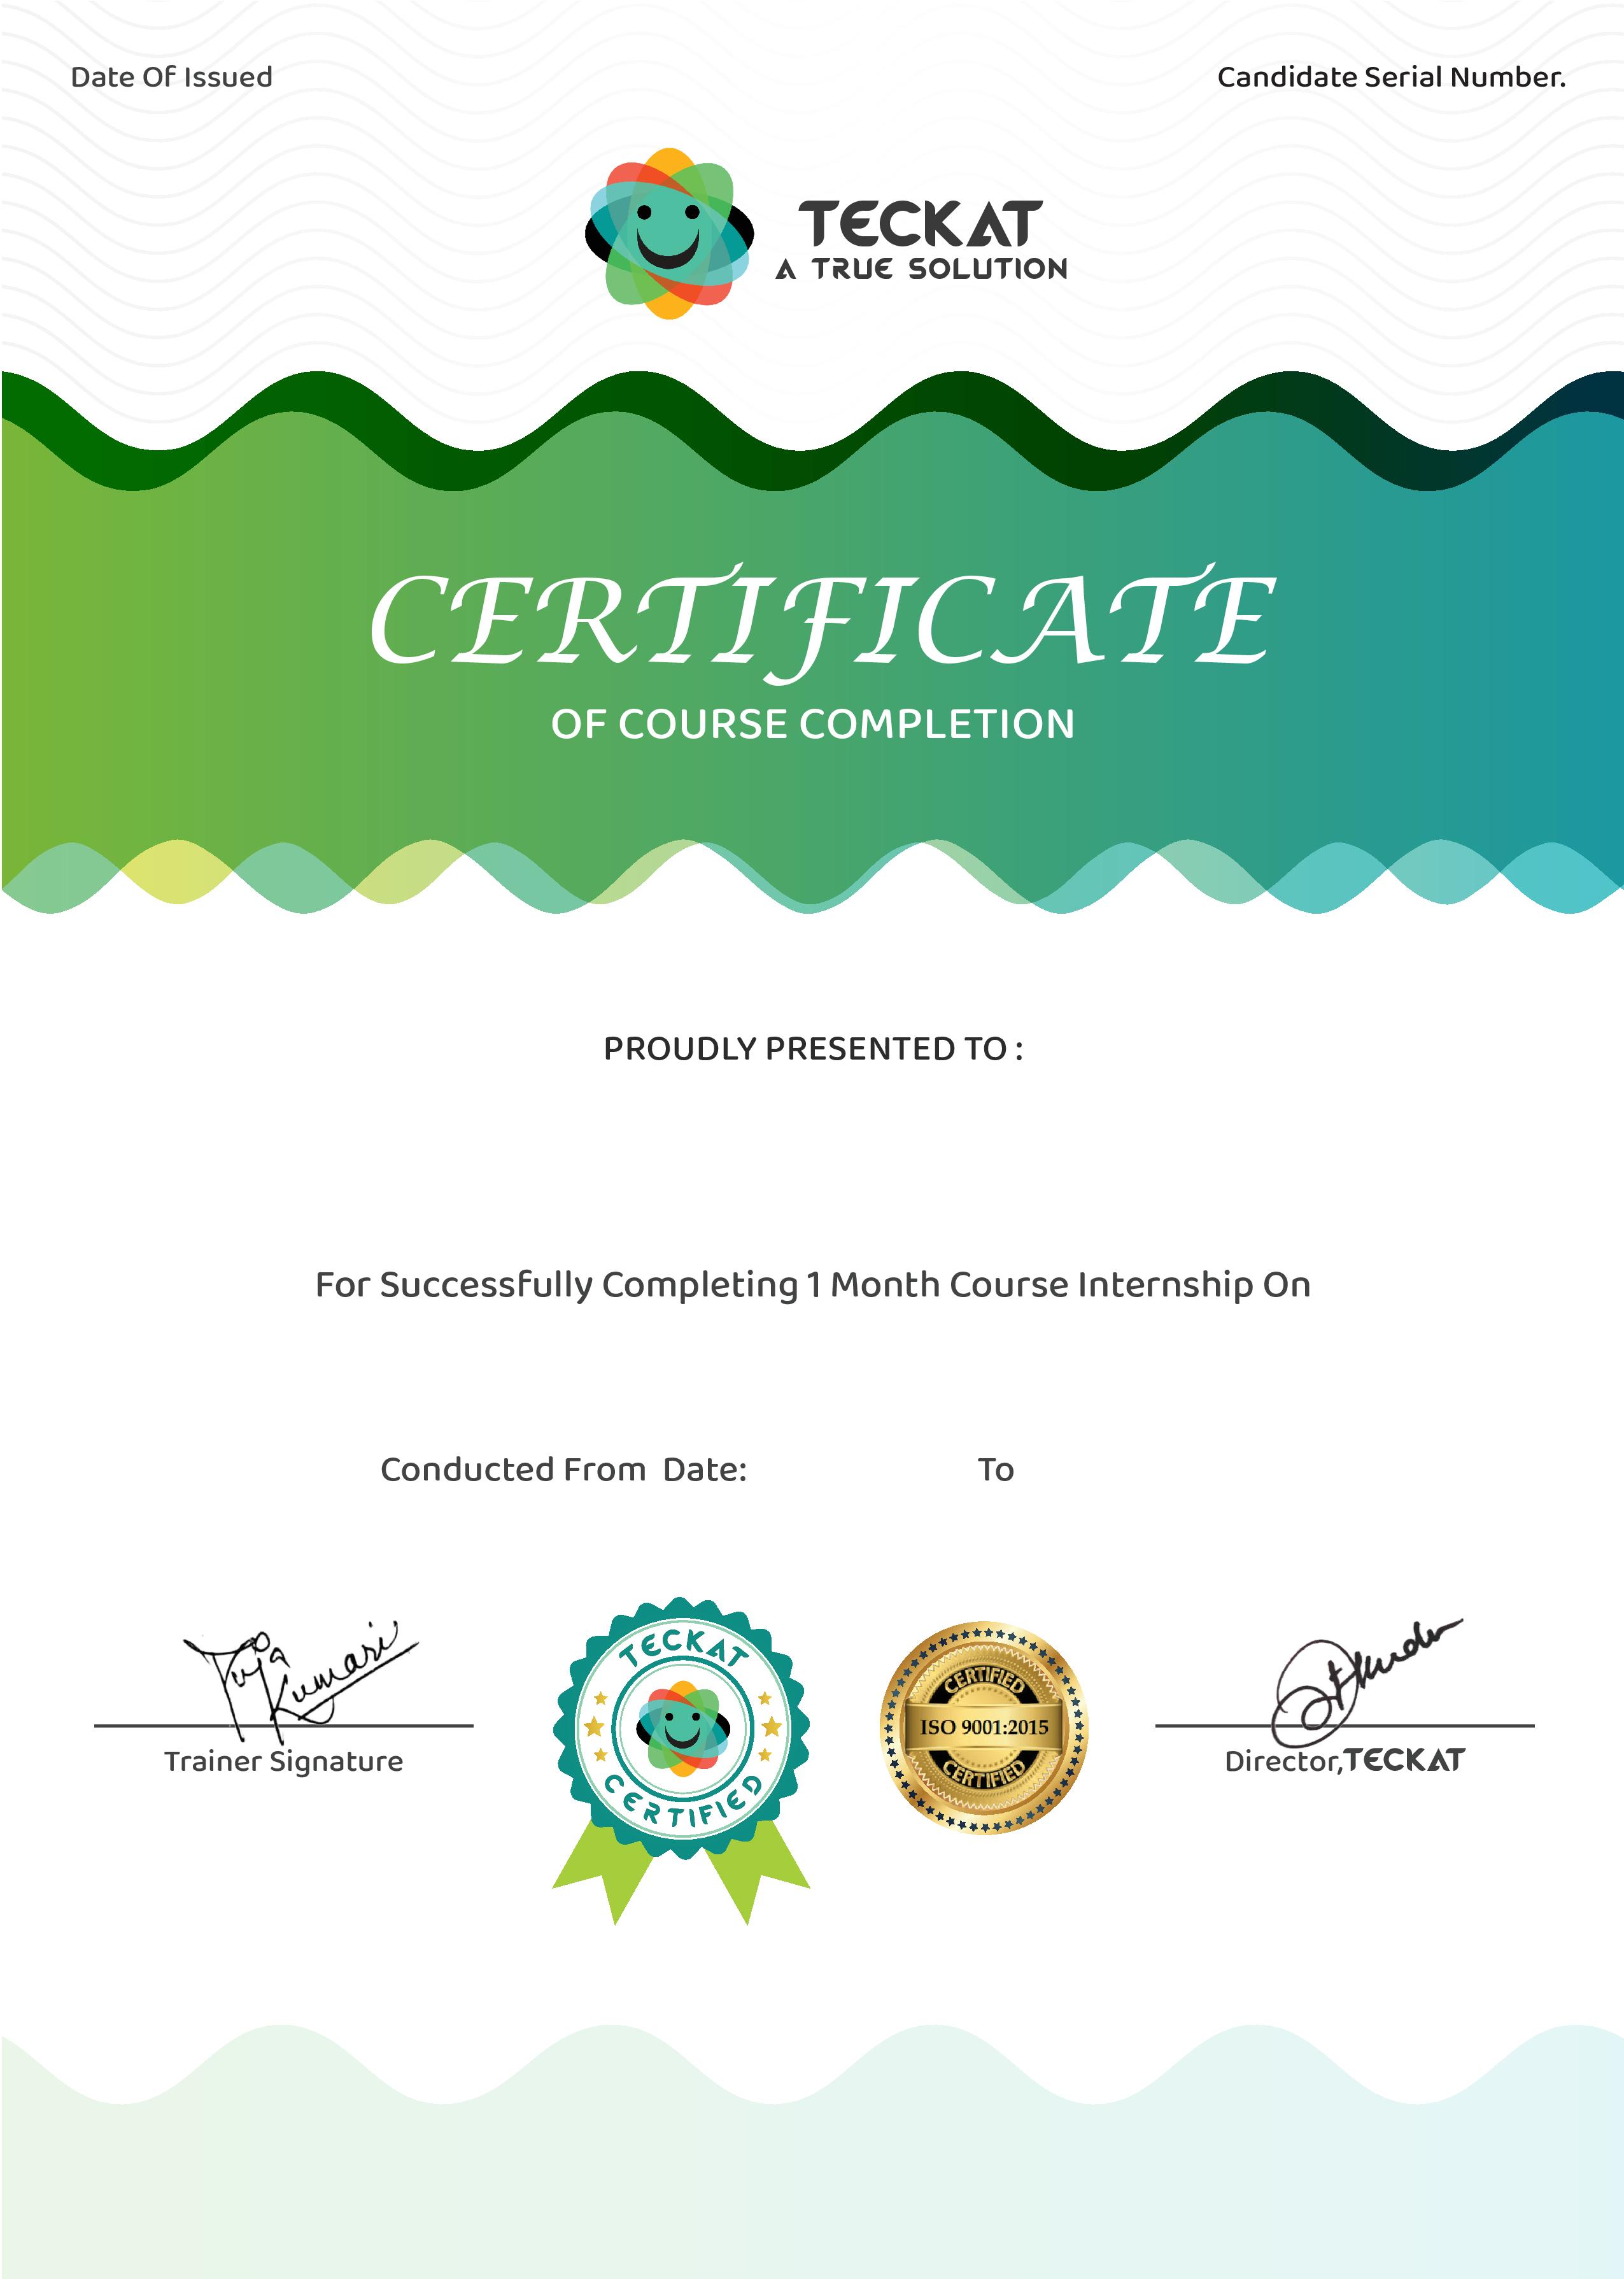 Date Of Issued
Candidate Serial Number.
TECKAT
A TRUE SOLUTION
CERTIFICATE
OF COURSE COMPLETION
PROUDLY PRESENTED TO :
For Successfully Completing 1 Month Course Internship On
Conducted From Date: To
Kumari
Trainer Signature
TECKAT
CERTIFIED
CERTIFIED
ISO 9001:2015
CERTIFIED
Director,TECKAT